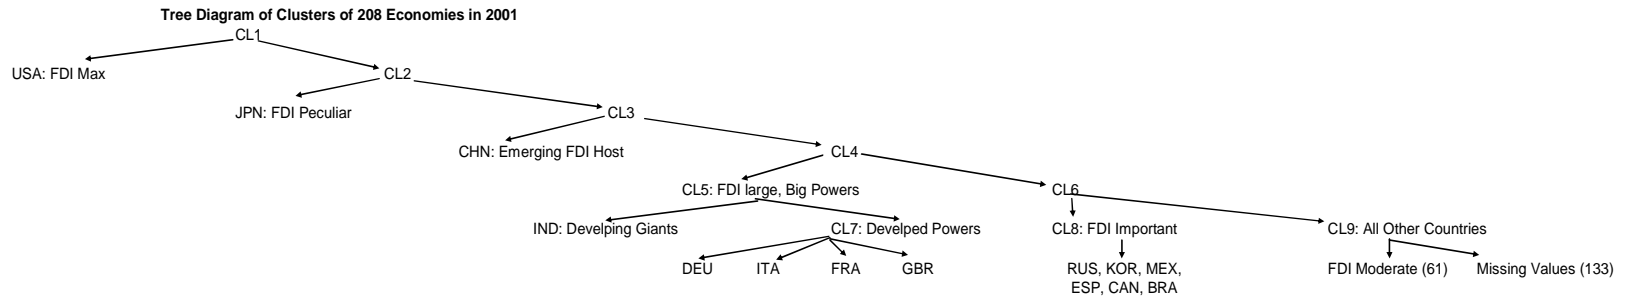 Tree Diagram of Clusters of 208 Economies in 2001
CL1
USA: FDI Max
CL2
JPN: FDI Peculiar
CL3
CHN: Emerging FDI Host
CL4
CL5: FDI large, Big Powers
CL6
IND: Develping Giants
CL7: Develped Powers
CL8: FDI Important
CL9: All Other Countries
DEU
ITA
FRA
GBR
RUS, KOR, MEX,
ESP, CAN, BRA
FDI Moderate (61)
Missing Values (133)